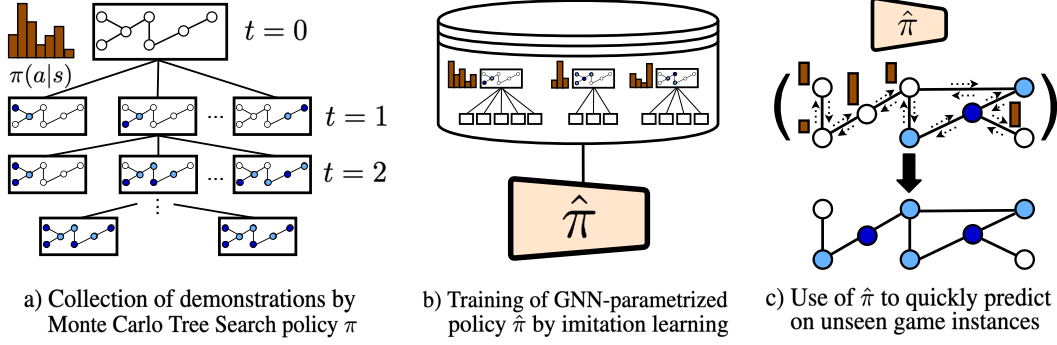 π(a|s)
t = 0
...
t = 1
...
t = 2
⋮
a) Collection of demonstrations by
Monte Carlo Tree Search policy π
π̂
b) Training of GNN-parametrized
policy π̂ by imitation learning
π̂
( )
c) Use of π̂ to quickly predict
on unseen game instances